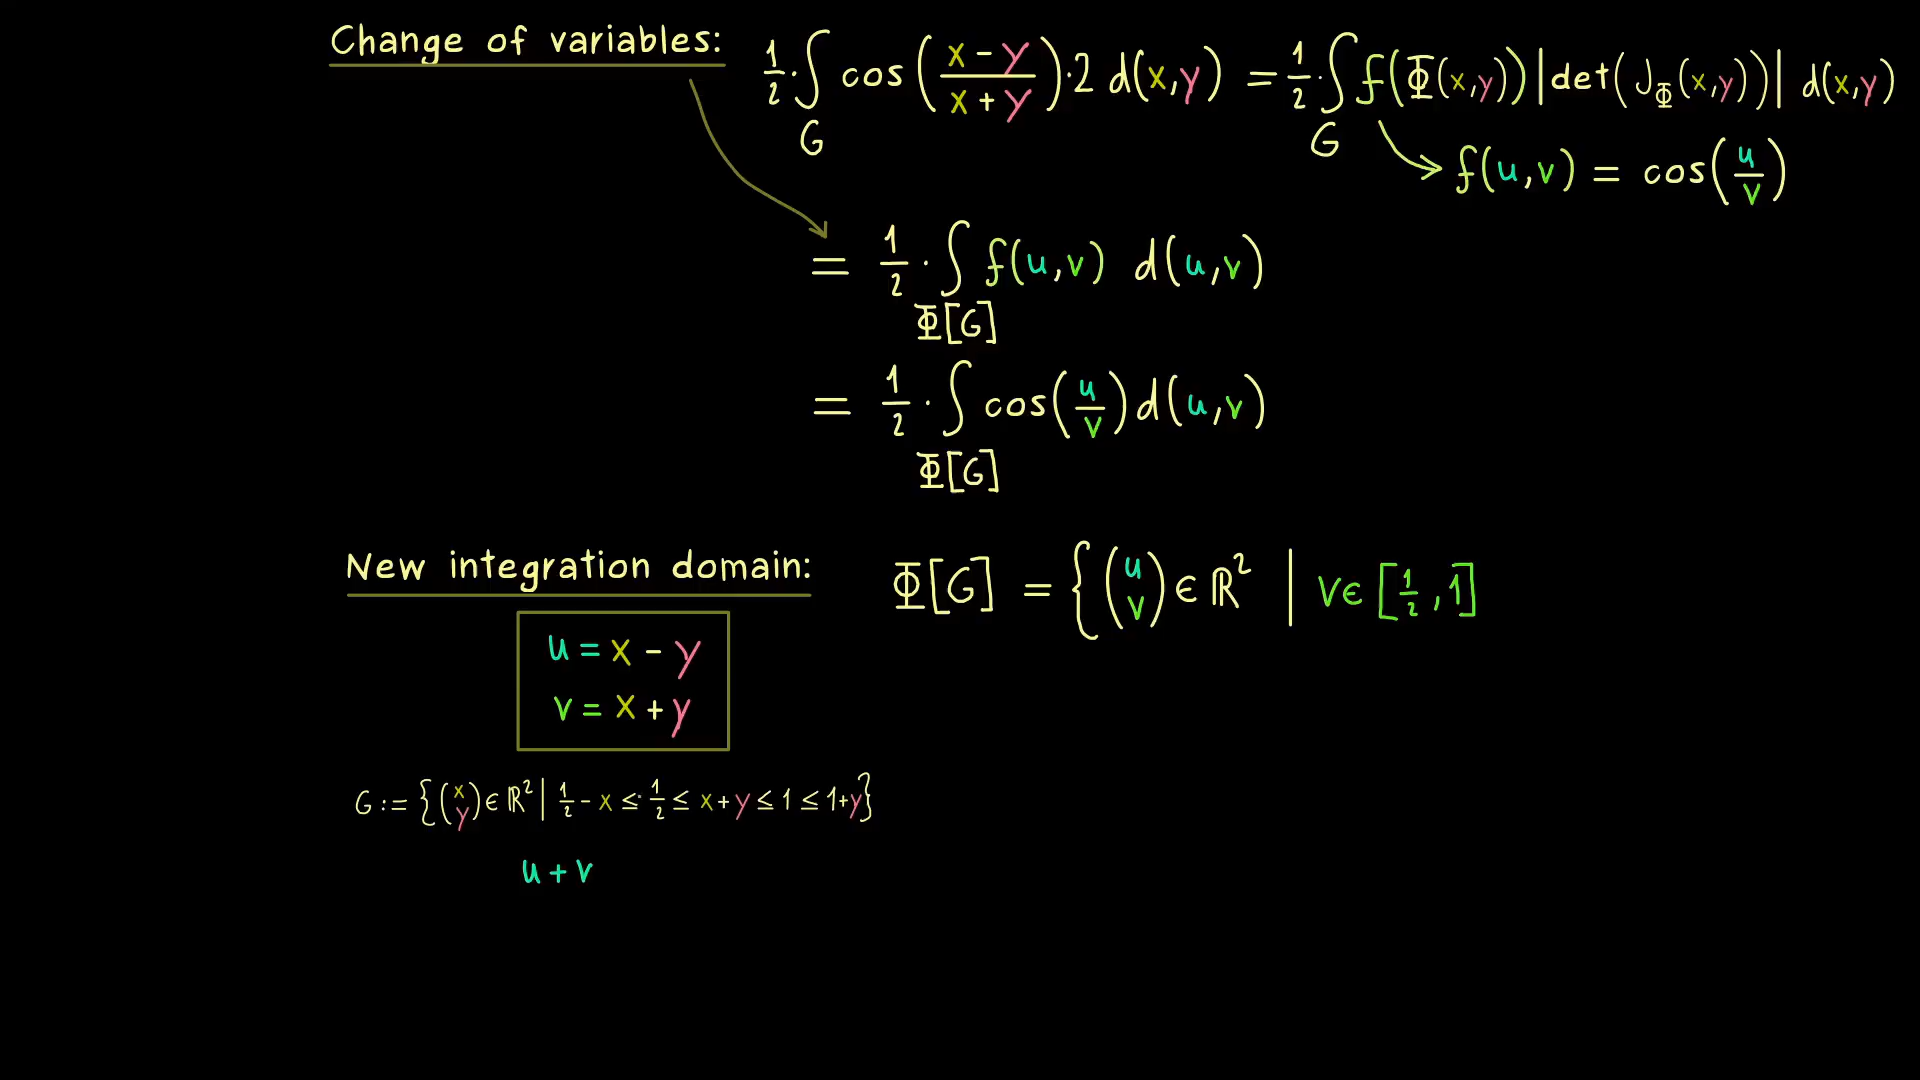 Change of variables: 1/2 · ∫_G cos((x - y)/(x + y)) · 2 d(x,y) = 1/2 · ∫_G f(Φ(x,y)) |det(J_Φ(x,y))| d(x,y)
f(u,v) = cos(u/v)
= 1/2 · ∫_Φ[G] f(u,v) d(u,v)
= 1/2 · ∫_Φ[G] cos(u/v) d(u,v)
New integration domain: Φ[G] = { (u v) ∈ ℝ² | v ∈ [1/2, 1]
u = x - y
v = x + y
G := { (x y) ∈ ℝ² | 1/2 - x ≤ 1/2 ≤ x + y ≤ 1 ≤ 1+y }
u + v